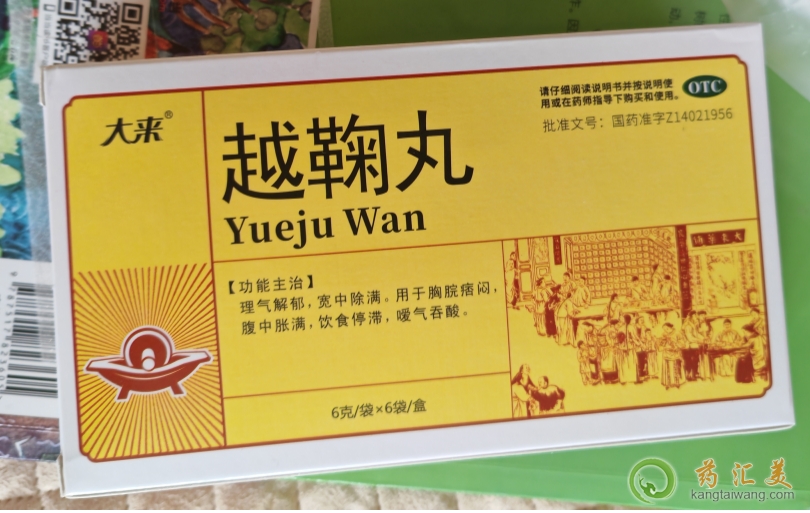 大来®
越鞠丸
Yueju Wan
请仔细阅读说明书并按说明使
用或在药师指导下购买和使用。
OTC
批准文号：国药准字Z14021956
【功能主治】
理气解郁，宽中除满。用于胸脘痞闷，
腹中胀满，饮食停滞，嗳气吞酸。
6克/袋×6袋/盒
药汇美
kangtaiwang.com